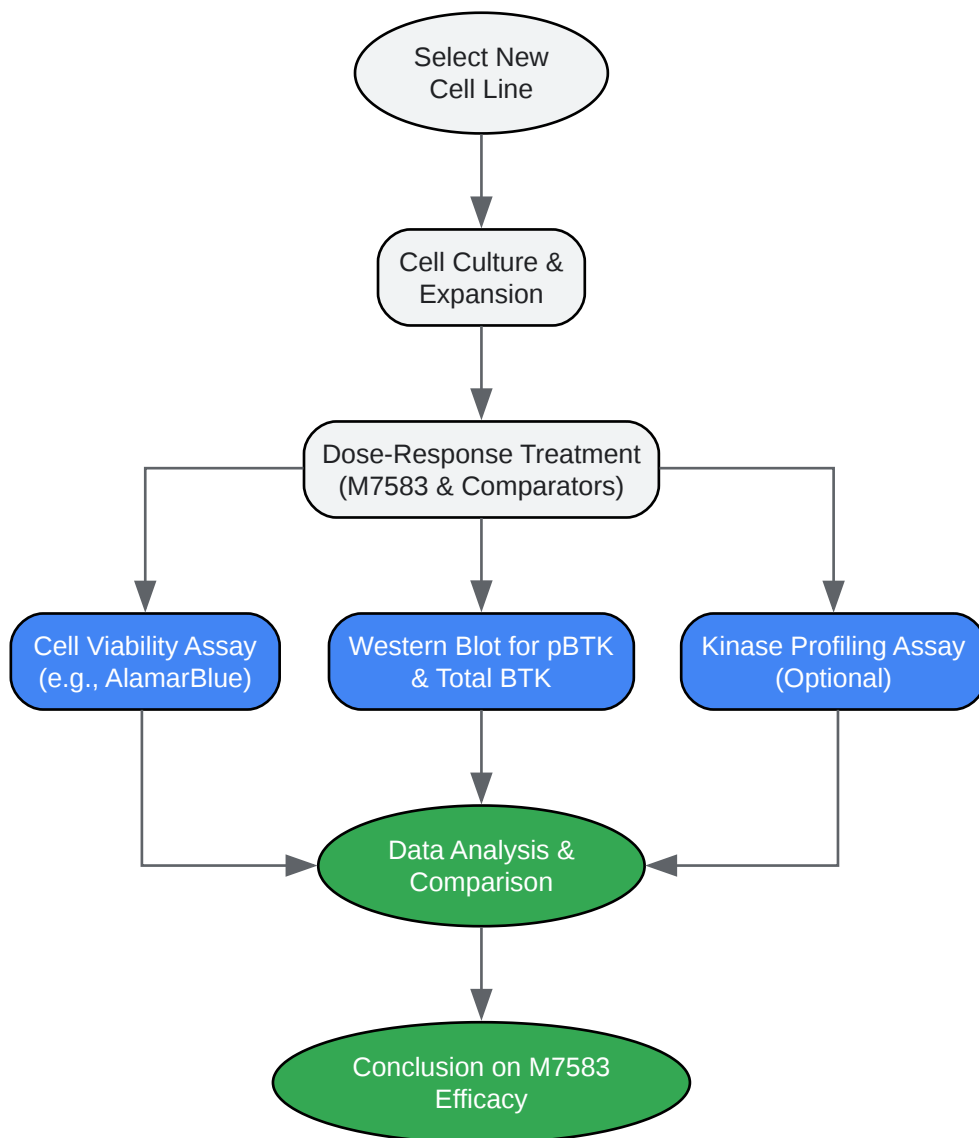 Select New
Cell Line
Cell Culture &
Expansion
Dose-Response Treatment
(M7583 & Comparators)
Cell Viability Assay
(e.g., AlamarBlue)
Western Blot for pBTK
& Total BTK
Kinase Profiling Assay
(Optional)
Data Analysis &
Comparison
Conclusion on M7583
Efficacy